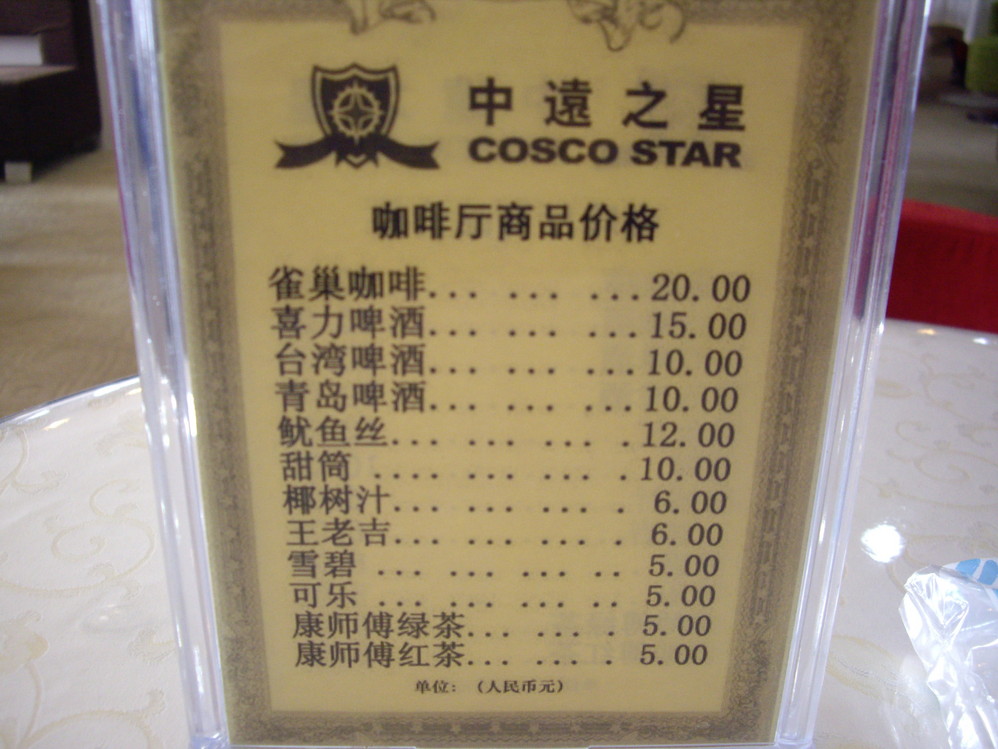 中遠之星
COSCO STAR
咖啡厅商品价格
雀巢咖啡... ... ...20.00
喜力啤酒... ... ...15.00
台湾啤酒... ... ...10.00
青岛啤酒... ... ...10.00
鱿鱼丝... ... ... .12.00
甜筒 ... ... ... .10.00
椰树汁... ... ... . 6.00
王老吉... ... ... . 6.00
雪碧 ... ... ... .. 5.00
可乐 ... ... ... .. 5.00
康师傅绿茶... ... . 5.00
康师傅红茶... ... . 5.00
单位：（人民币元）